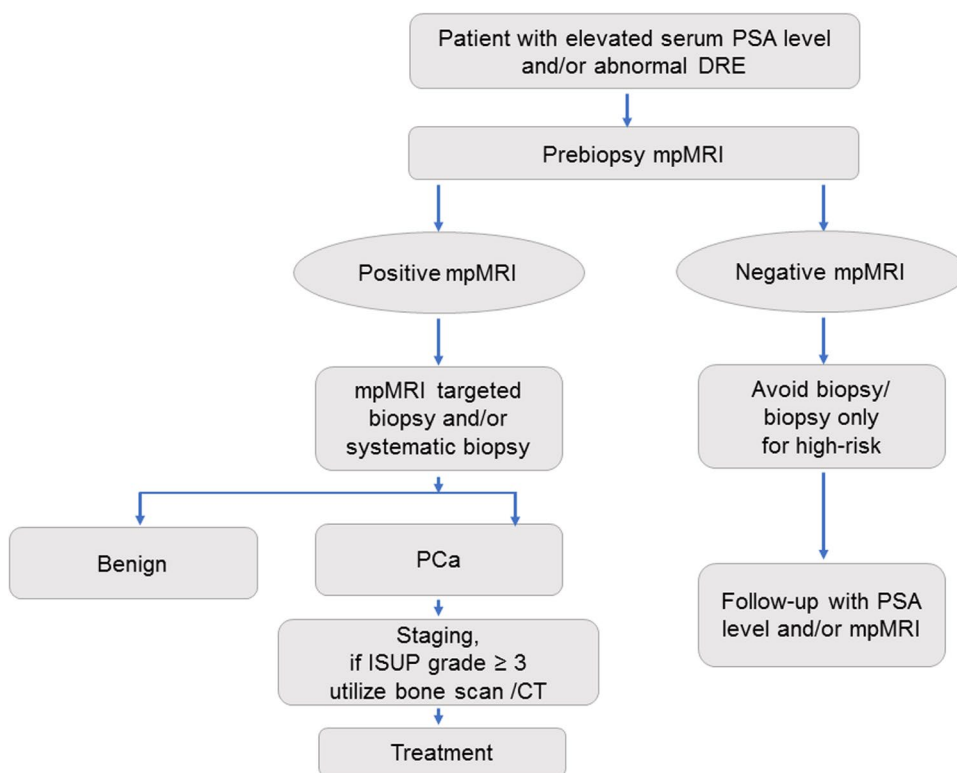 Patient with elevated serum PSA level
and/or abnormal DRE
Prebiopsy mpMRI
Positive mpMRI
Negative mpMRI
mpMRI targeted
biopsy and/or
systematic biopsy
Avoid biopsy/
biopsy only
for high-risk
Benign
PCa
Follow-up with PSA
level and/or mpMRI
Staging,
if ISUP grade ≥ 3
utilize bone scan /CT
Treatment